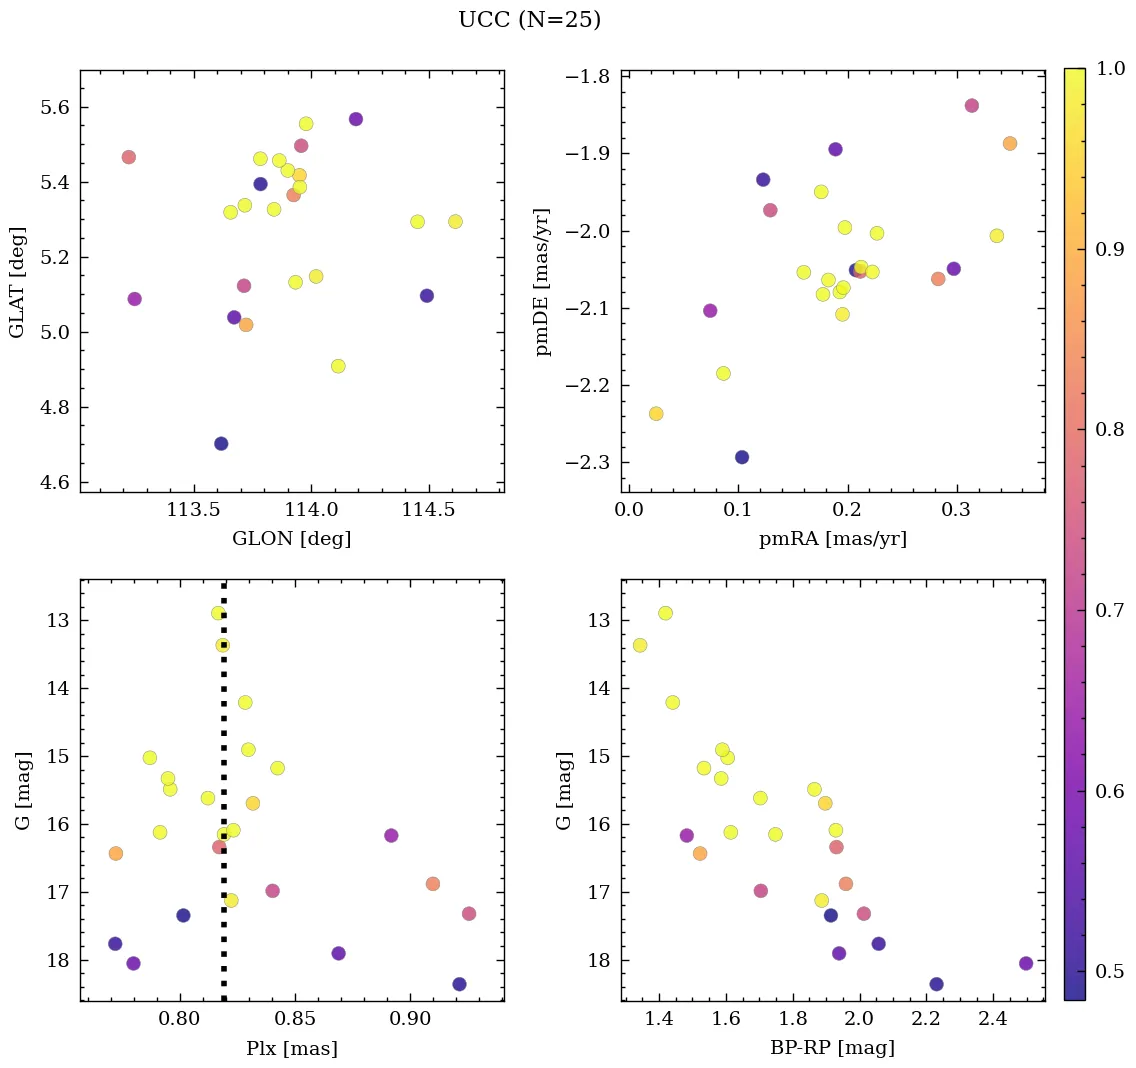 UCC (N=25)
5.6
5.4
5.2
5.0
4.8
4.6
GLAT [deg]
113.5 114.0 114.5
GLON [deg]
−1.8
−1.9
−2.0
−2.1
−2.2
−2.3
pmDE [mas/yr]
0.0 0.1 0.2 0.3
pmRA [mas/yr]
1.0
0.9
0.8
0.7
0.6
0.5
13
14
15
16
17
18
G [mag]
0.80 0.85 0.90
Plx [mas]
13
14
15
16
17
18
G [mag]
1.4 1.6 1.8 2.0 2.2 2.4
BP-RP [mag]